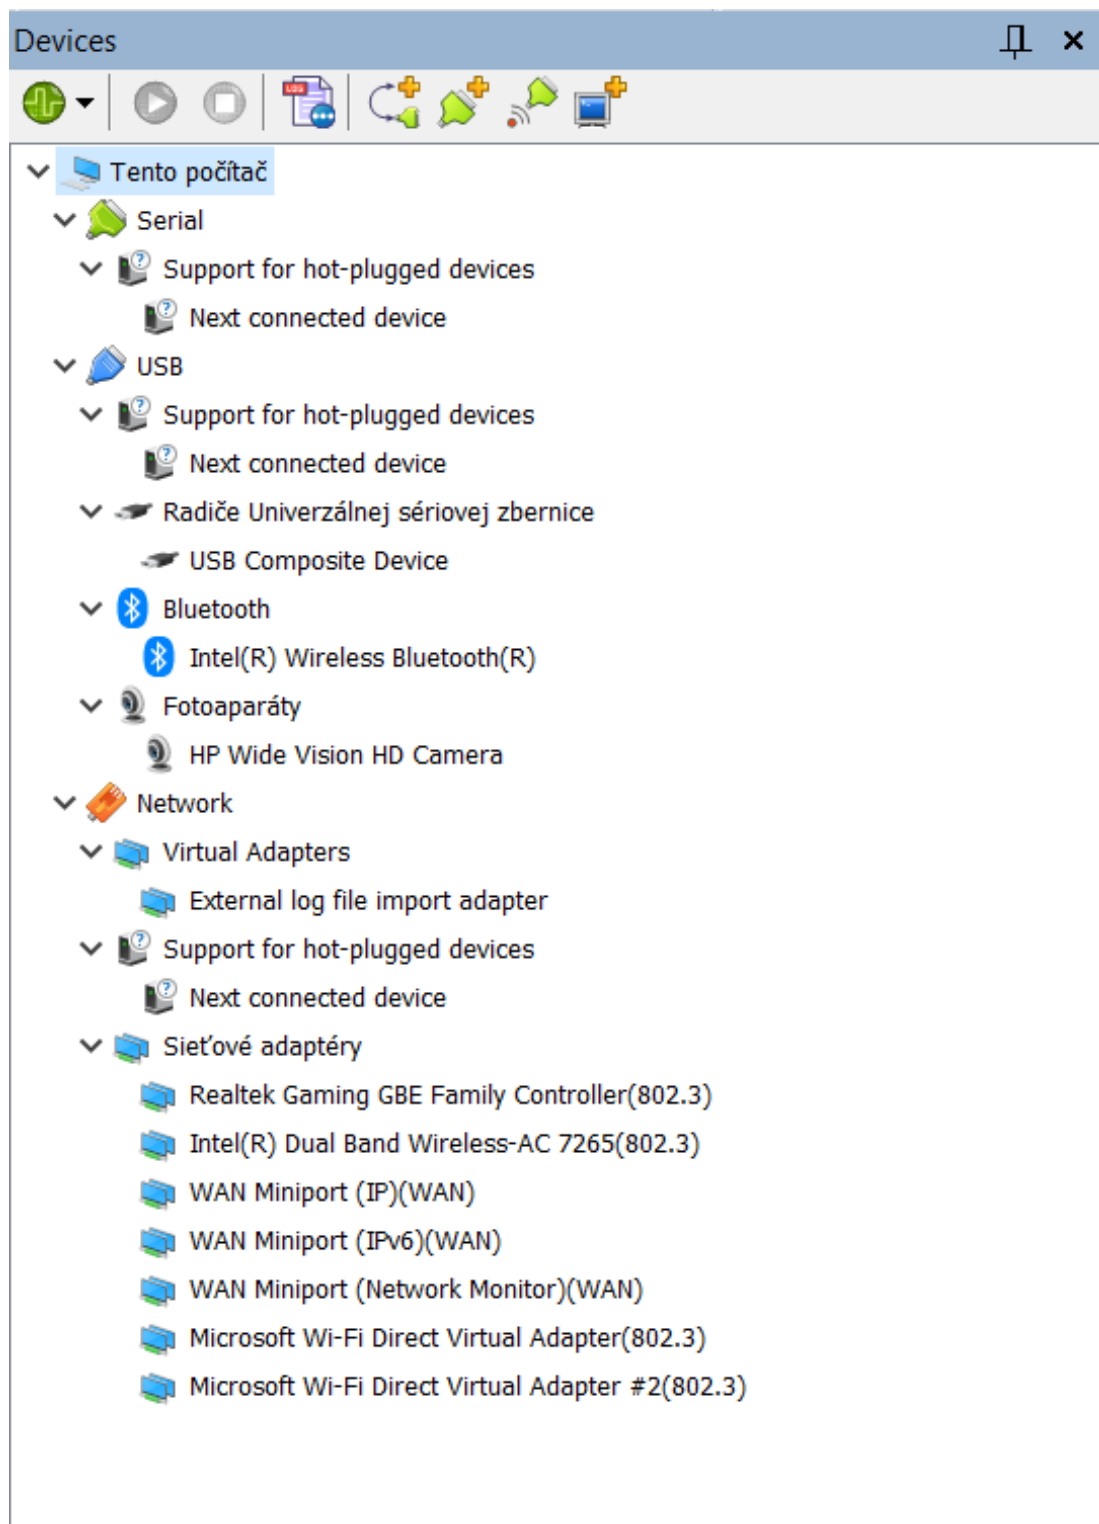 Devices
LOG
Tento počítač
Serial
Support for hot-plugged devices
Next connected device
USB
Support for hot-plugged devices
Next connected device
Radiče Univerzálnej sériovej zbernice
USB Composite Device
Bluetooth
Intel(R) Wireless Bluetooth(R)
Fotoaparáty
HP Wide Vision HD Camera
Network
Virtual Adapters
External log file import adapter
Support for hot-plugged devices
Next connected device
Sieťové adaptéry
Realtek Gaming GBE Family Controller(802.3)
Intel(R) Dual Band Wireless-AC 7265(802.3)
WAN Miniport (IP)(WAN)
WAN Miniport (IPv6)(WAN)
WAN Miniport (Network Monitor)(WAN)
Microsoft Wi-Fi Direct Virtual Adapter(802.3)
Microsoft Wi-Fi Direct Virtual Adapter #2(802.3)